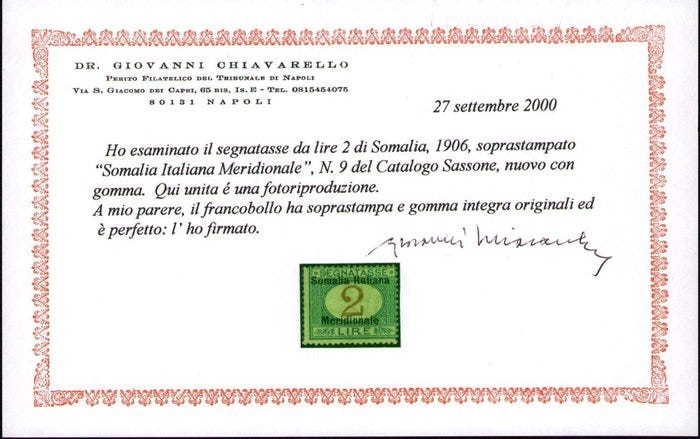 DR. GIOVANNI CHIAVARELLO
PERITO FILATELICO DEL TRIBUNALE DI NAPOLI
VIA S. GIACOMO DEI CAPRI, 65 BIS, IS. E - TEL. 0815454075
80131 NAPOLI
27 settembre 2000
Ho esaminato il segnatasse da lire 2 di Somalia, 1906, soprastampato
“Somalia Italiana Meridionale”, N. 9 del Catalogo Sassone, nuovo con
gomma. Qui unita é una fotoriproduzione.
A mio parere, il francobollo ha soprastampa e gomma integra originali ed
è perfetto: l' ho firmato.
Giovanni
SEGNATASSE
Somalia Italiana
2
Meridionale
LIRE